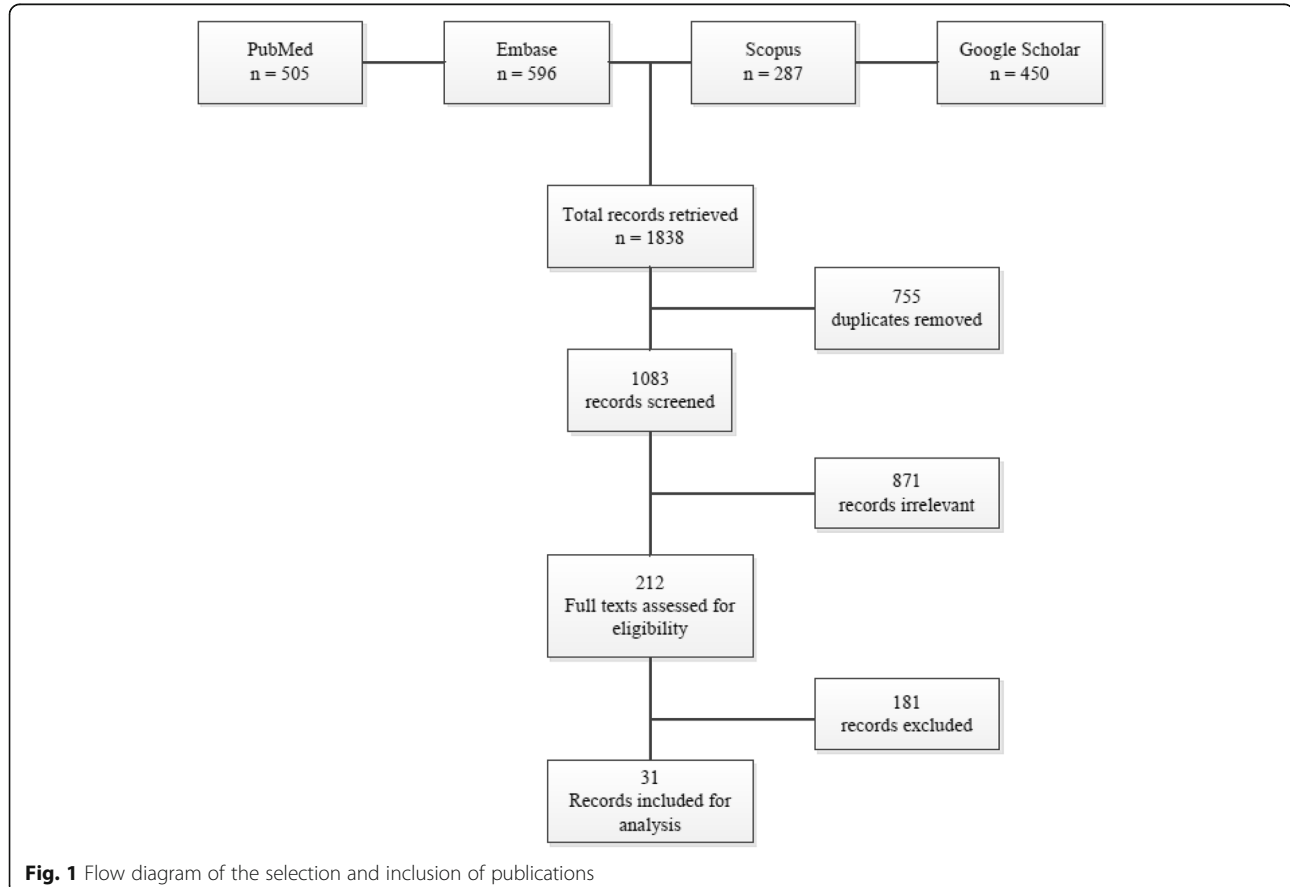 PubMed
n = 505
Embase
n = 596
Scopus
n = 287
Google Scholar
n = 450
Total records retrieved
n = 1838
755
duplicates removed
1083
records screened
871
records irrelevant
212
Full texts assessed for
eligibility
181
records excluded
31
Records included for
analysis
Fig. 1 Flow diagram of the selection and inclusion of publications